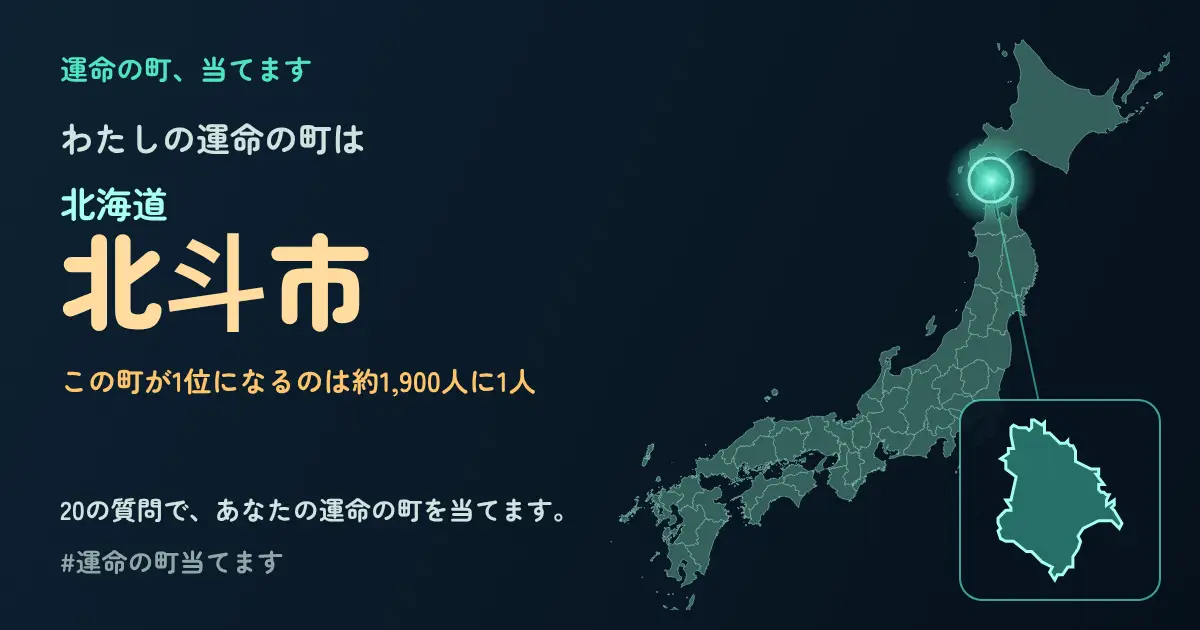 運命の町、当てます
わたしの運命の町は
北海道
北斗市
この町が1位になるのは約1,900人に1人
20の質問で、あなたの運命の町を当てます。
#運命の町当てます